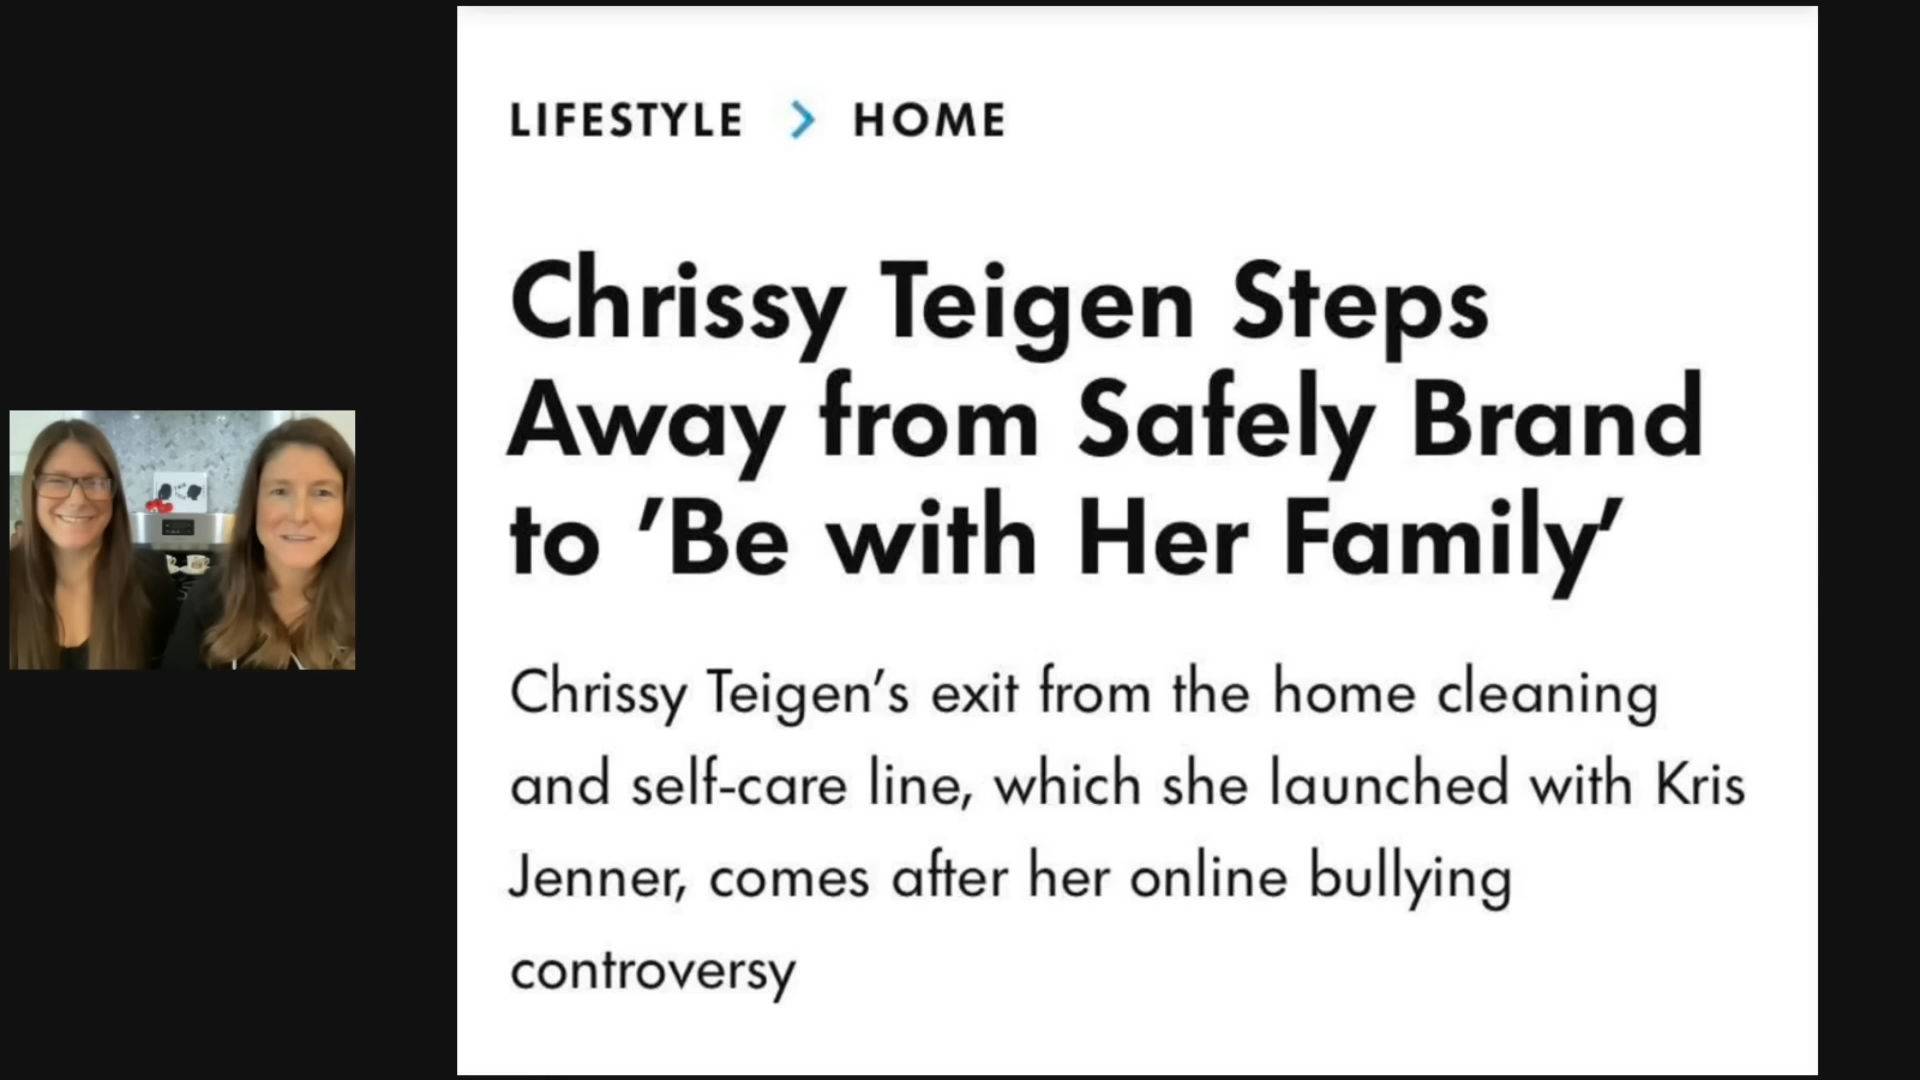 LIFESTYLE > HOME
Chrissy Teigen Steps
Away from Safely Brand
to ’Be with Her Family’
Chrissy Teigen’s exit from the home cleaning
and self-care line, which she launched with Kris
Jenner, comes after her online bullying
controversy